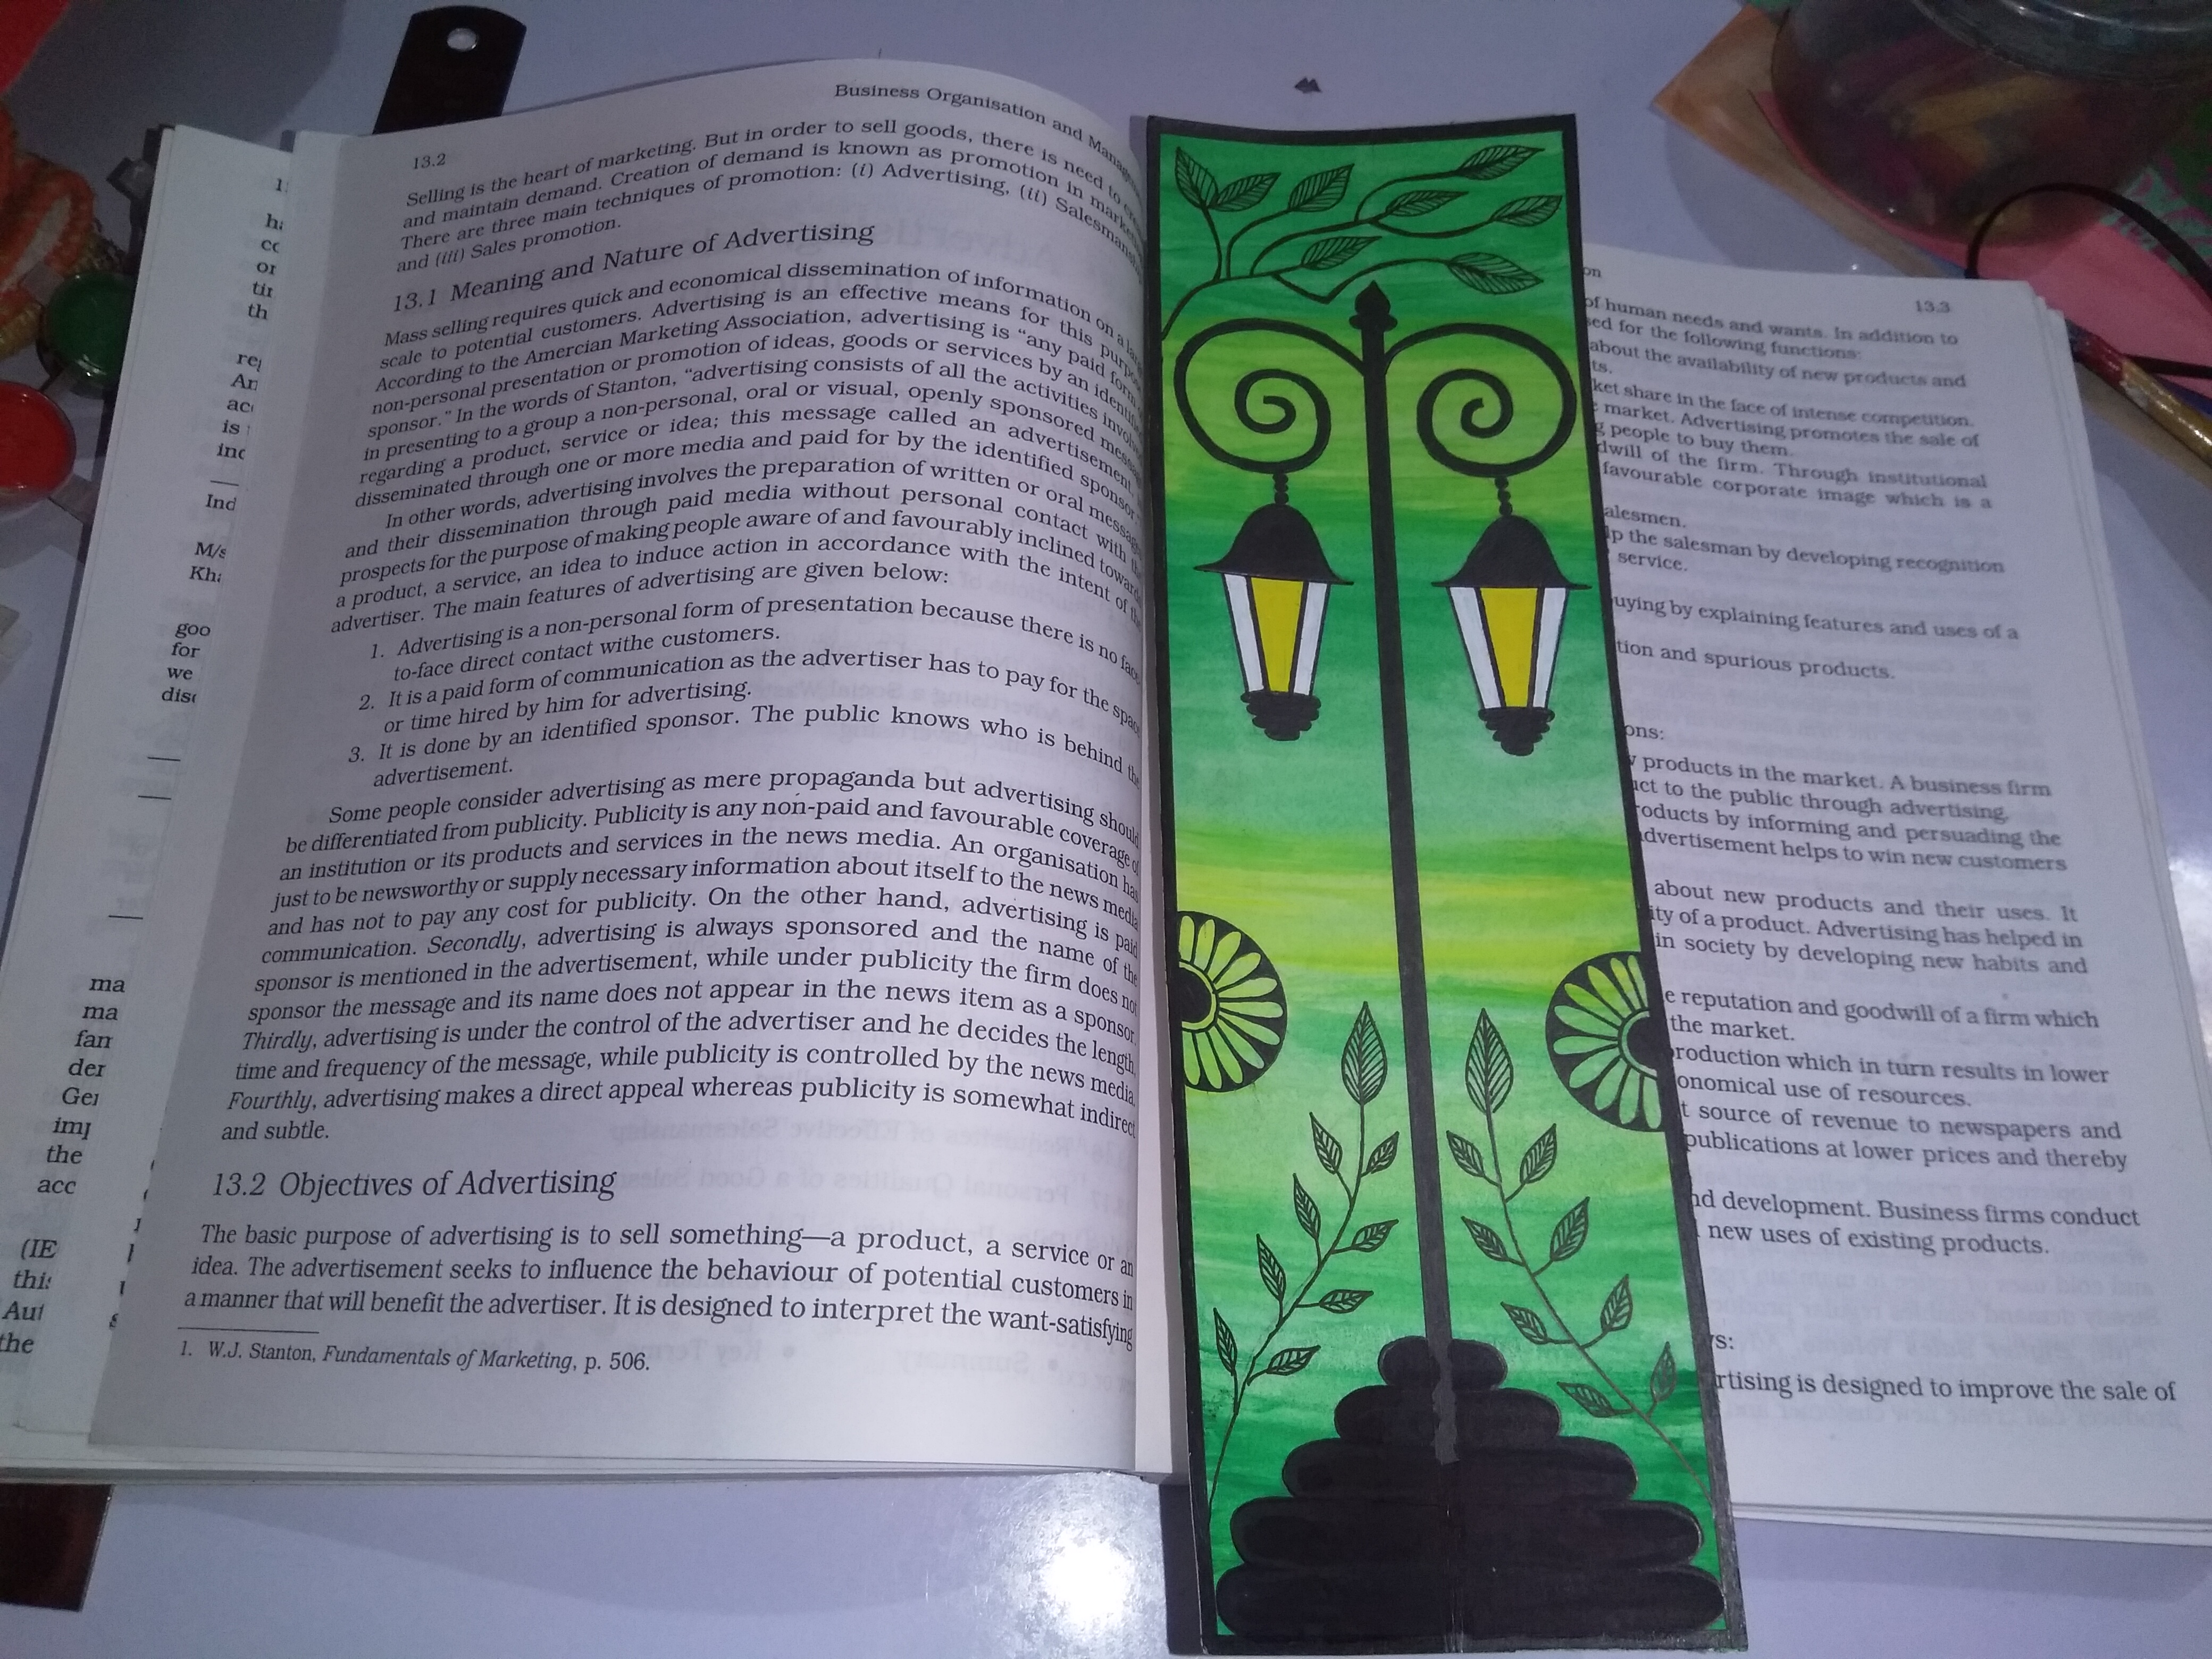 13.2
Business Organisation and
Selling is the heart of marketing. But in order to sell goods, there is need to
and maintain demand. Creation of demand is known as promotion in
There are three main techniques of promotion: (i) Advertising, (ii)
and (iii) Sales promotion.
13.1 Meaning and Nature of Advertising
Mass selling requires quick and economical dissemination of information on a
scale to potential customers. Advertising is an effective means for this
According to the Amercian Marketing Association, advertising is “any paid form
non-personal presentation or promotion of ideas, goods or services by an
sponsor.” In the words of Stanton, “advertising consists of all the activities
in presenting to a group a non-personal, oral or visual, openly sponsored
regarding a product, service or idea; this message called an advertisement,
disseminated through one or more media and paid for by the identified sponsor.
In other words, advertising involves the preparation of written or oral
and their dissemination through paid media without personal contact with
prospects for the purpose of making people aware of and favourably inclined
a product, a service, an idea to induce action in accordance with the intent of
advertiser. The main features of advertising are given below:
1. Advertising is a non-personal form of presentation because there is no
to-face direct contact withe customers.
2. It is a paid form of communication as the advertiser has to pay for the
or time hired by him for advertising.
3. It is done by an identified sponsor. The public knows who is behind
advertisement.
Some people consider advertising as mere propaganda but advertising should
be differentiated from publicity. Publicity is any non-paid and favourable coverage of
an institution or its products and services in the news media. An organisation has
just to be newsworthy or supply necessary information about itself to the news media
and has not to pay any cost for publicity. On the other hand, advertising is paid
communication. Secondly, advertising is always sponsored and the name of the
sponsor is mentioned in the advertisement, while under publicity the firm does not
sponsor the message and its name does not appear in the news item as a sponsor.
Thirdly, advertising is under the control of the advertiser and he decides the length,
time and frequency of the message, while publicity is controlled by the news media.
Fourthly, advertising makes a direct appeal whereas publicity is somewhat indirect
and subtle.
13.2 Objectives of Advertising
The basic purpose of advertising is to sell something—a product, a service or an
idea. The advertisement seeks to influence the behaviour of potential customers in
a manner that will benefit the advertiser. It is designed to interpret the want-satisfying
1. W.J. Stanton, Fundamentals of Marketing, p. 506.
13.3
of human needs and wants. In addition to
for the following functions:
about the availability of new products and
share in the face of intense competition.
market. Advertising promotes the sale of
people to buy them.
of the firm. Through institutional
favourable corporate image which is a
the salesman by developing recognition
service.
by explaining features and uses of a
and spurious products.
products in the market. A business firm
to the public through advertising.
by informing and persuading the
helps to win new customers
about new products and their uses. It
of a product. Advertising has helped in
in society by developing new habits and
reputation and goodwill of a firm which
the market.
which in turn results in lower
use of resources.
source of revenue to newspapers and
publications at lower prices and thereby
development. Business firms conduct
new uses of existing products.
is designed to improve the sale of